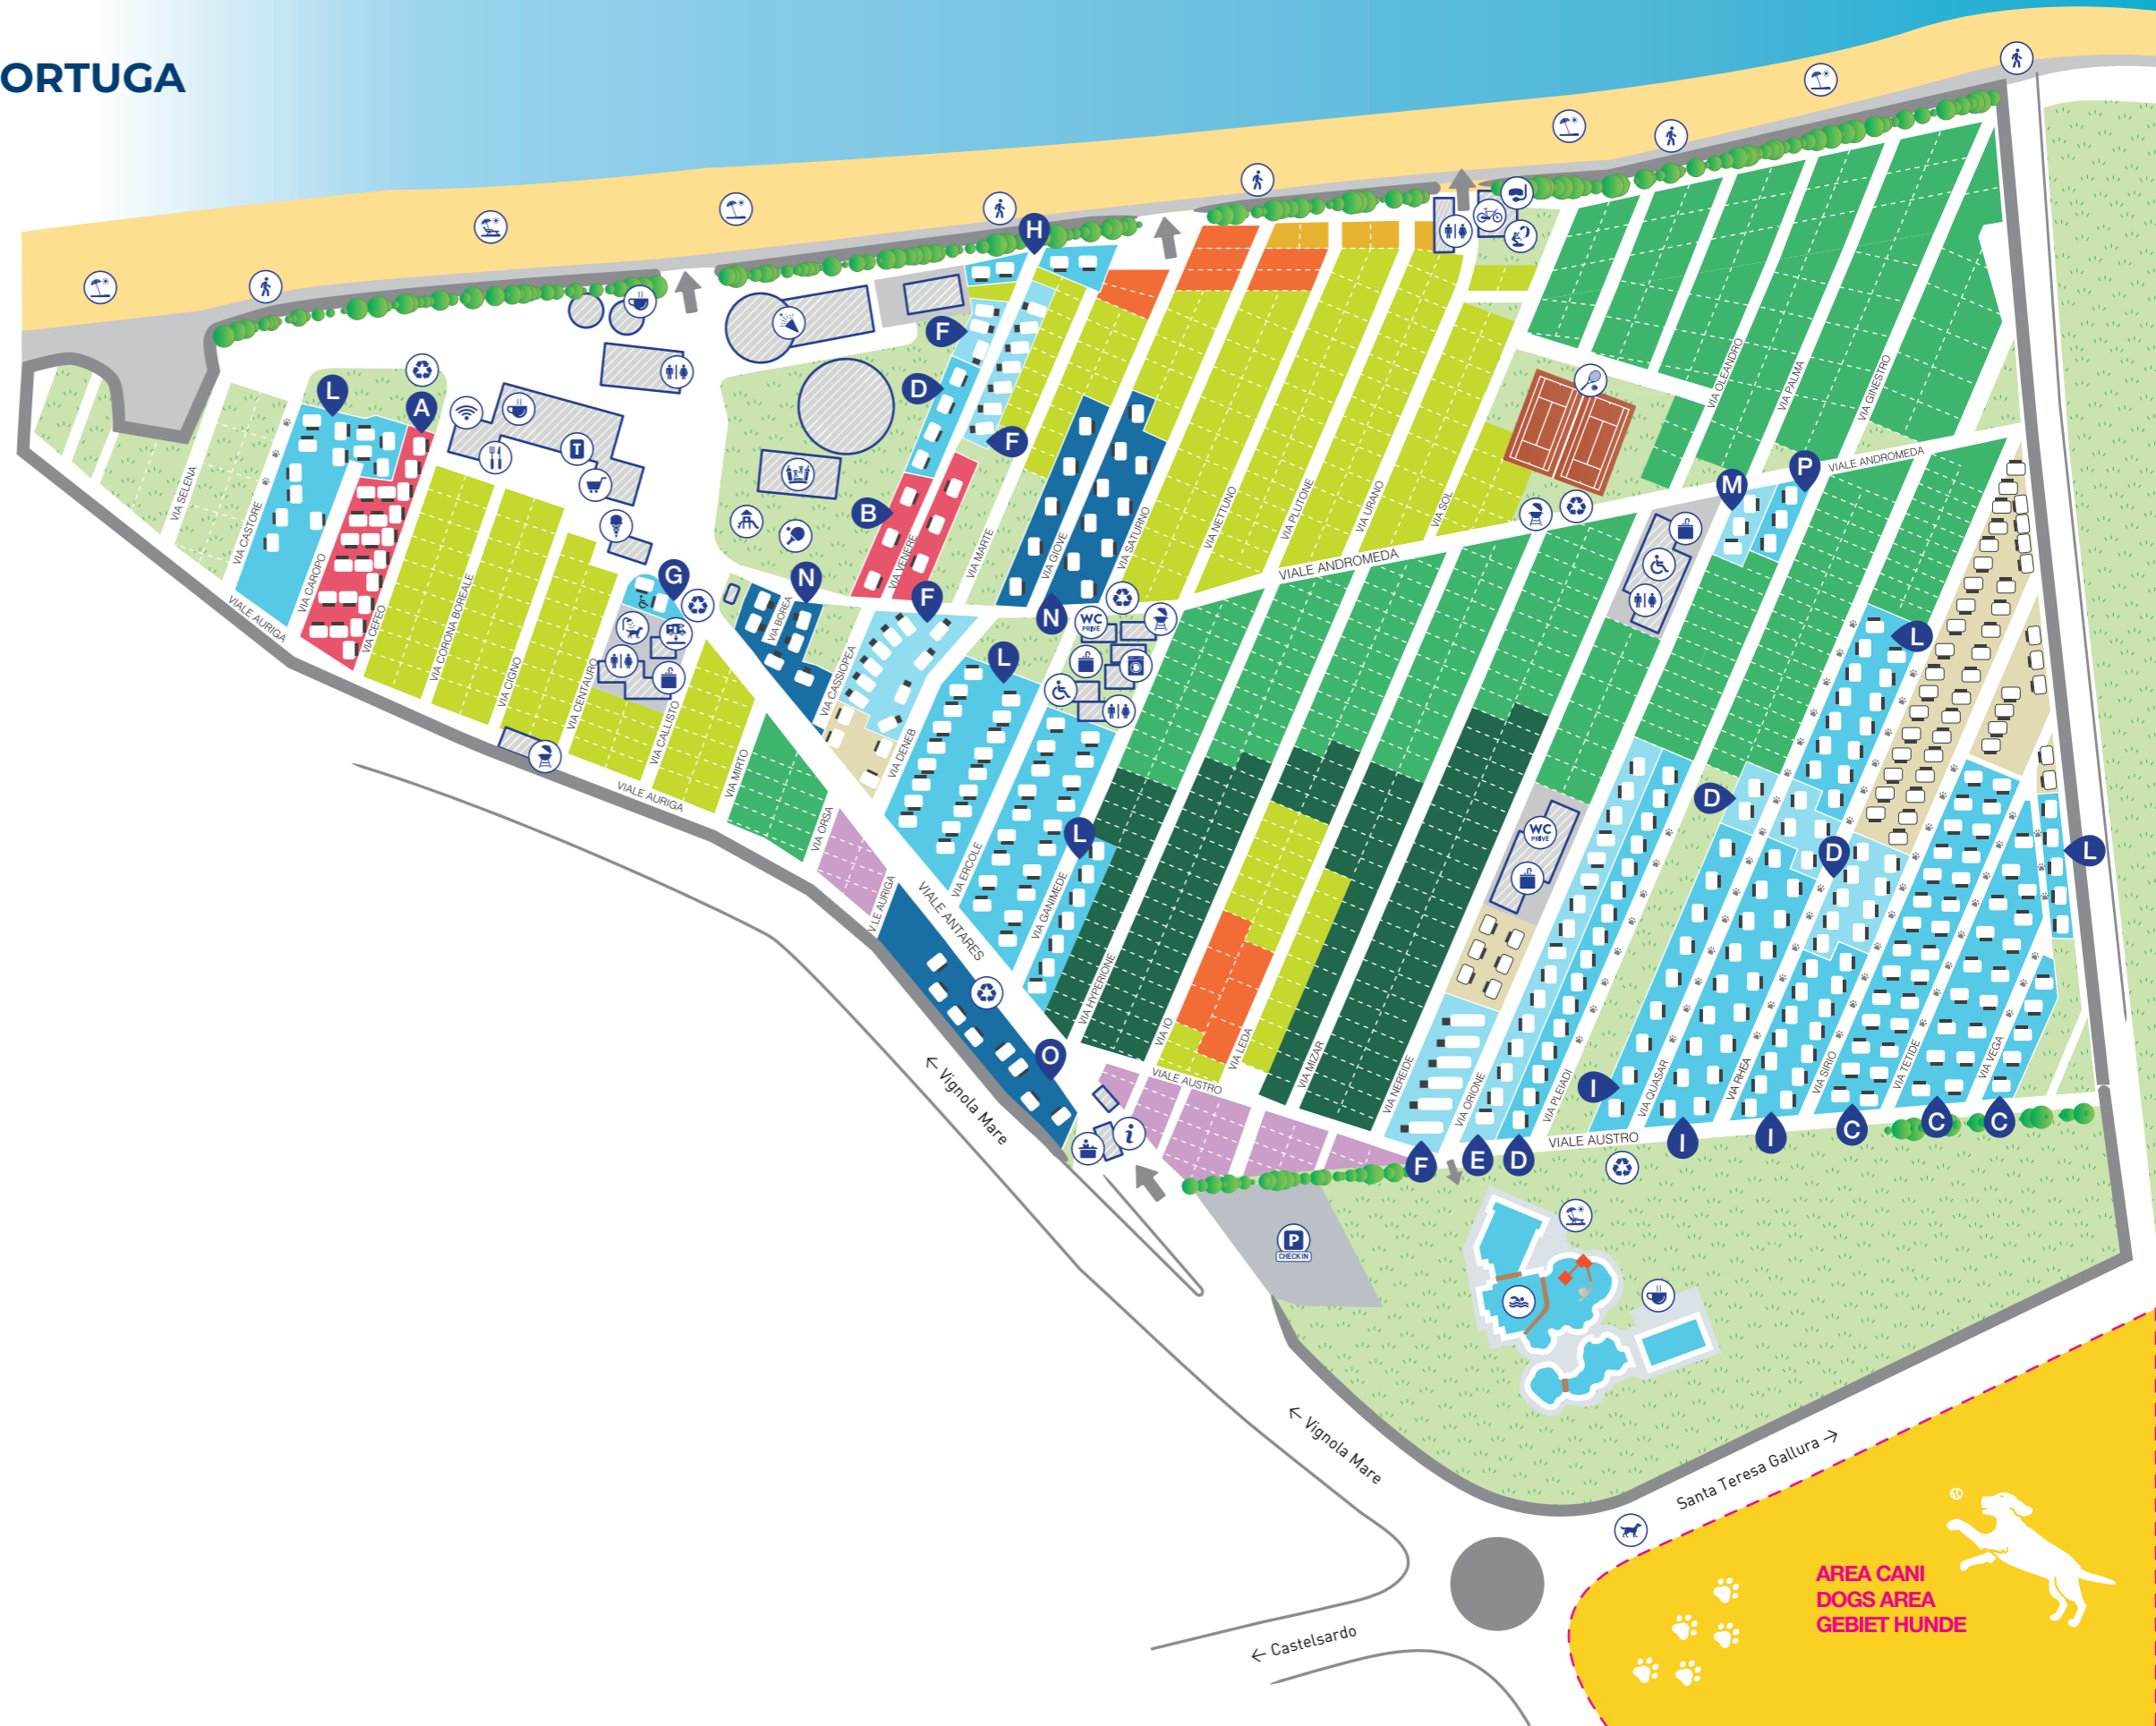 ORTUGA
H
F
L
A
D
F
VIA OLEANDRO
VIA PALMA
VIA GINESTRO
VIALE ANDROMEDA
P
M
T
B
VIA SELENA
VIA CASTORE
VIA CAROPO
VIALE AURIGA
VIA CEFEO
VIA CORONA BOREALE
VIA CIGNO
VIA CENTAURO
VIA CALLISTO
VIALE AURIGA
VIA MIRTO
VIA ORSA
V.LE AURIGA
G
N
VIA BOREA
VIA VENERE
VIA MARTE
VIA GIOVE
VIA SATURNO
VIA NETTUNO
VIA PLUTONE
VIA URANO
VIA SOL
VIALE ANDROMEDA
F
N
WC
PRIVÉ
L
L
VIA CASSIOPEA
VIA DENEB
VIA ERCOLE
VIALE ANTARES
VIA GANIMEDE
L
WC
PRIVÉ
D
D
L
VIA HYPERIONE
VIA IO
VIA LEDA
VIA MIZAR
VIA NEREIDE
VIA ORIONE
VIA PLEIADI
VIA QUASAR
VIA RHEA
VIA SIRIO
VIA TETIDE
VIA VEGA
O
I
VIALE AUSTRO
i
F
E
D
VIALE AUSTRO
I
I
C
C
C
← Vignola Mare
P
CHECK IN
← Vignola Mare
Santa Teresa Gallura →
← Castelsardo
AREA CANI
DOGS AREA
GEBIET HUNDE